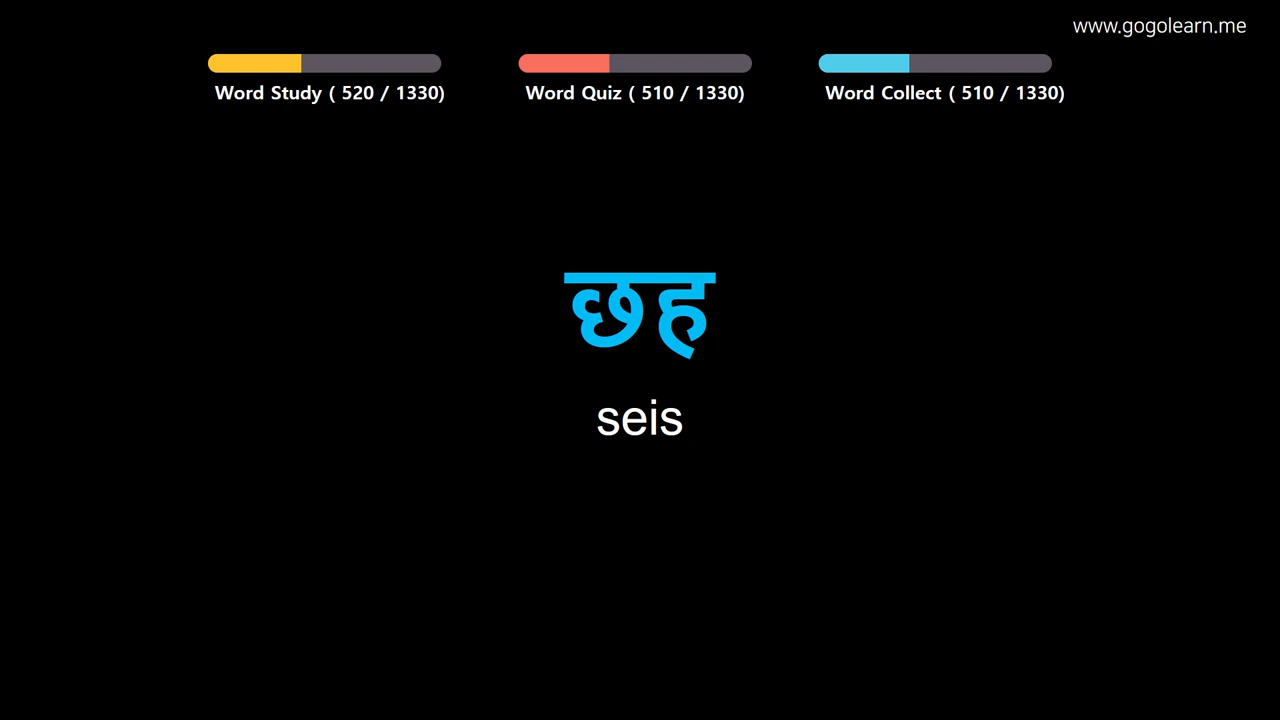 www.gogolearn.me
Word Study ( 520 / 1330)
Word Quiz ( 510 / 1330)
Word Collect ( 510 / 1330)
छह
seis